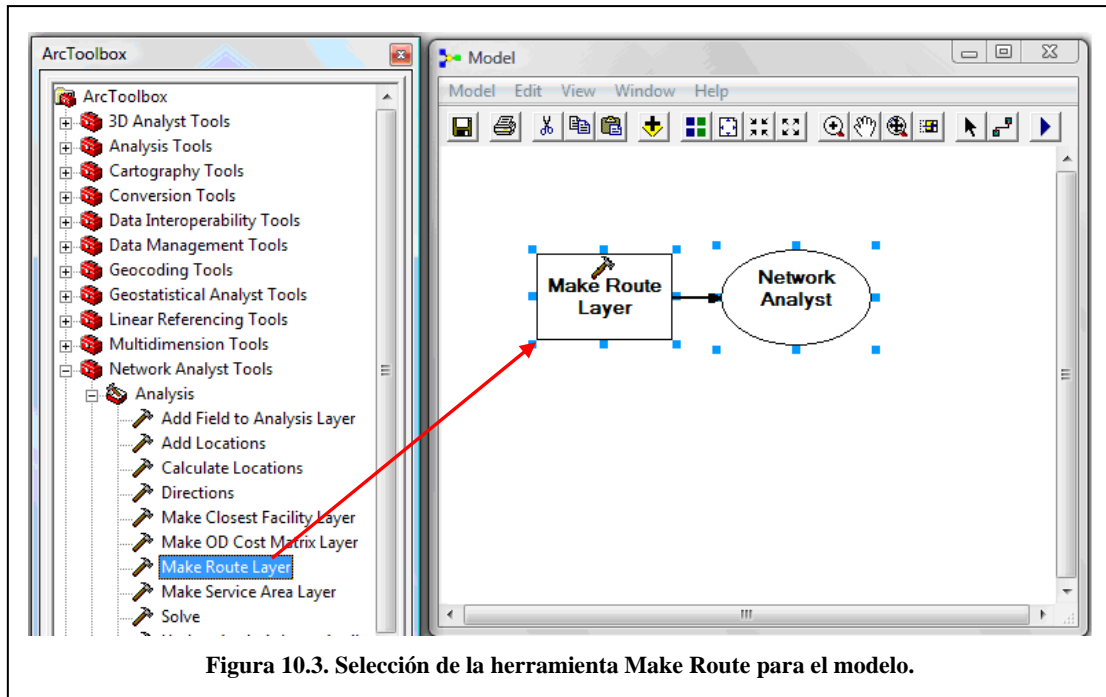 ArcToolbox
ArcToolbox
3D Analyst Tools
Analysis Tools
Cartography Tools
Conversion Tools
Data Interoperability Tools
Data Management Tools
Geocoding Tools
Geostatistical Analyst Tools
Linear Referencing Tools
Multidimension Tools
Network Analyst Tools
Analysis
Add Field to Analysis Layer
Add Locations
Calculate Locations
Directions
Make Closest Facility Layer
Make OD Cost Matrix Layer
Make Route Layer
Make Service Area Layer
Solve
Model
Model Edit View Window Help
Make Route
Layer
Network
Analyst
Figura 10.3. Selección de la herramienta Make Route para el modelo.